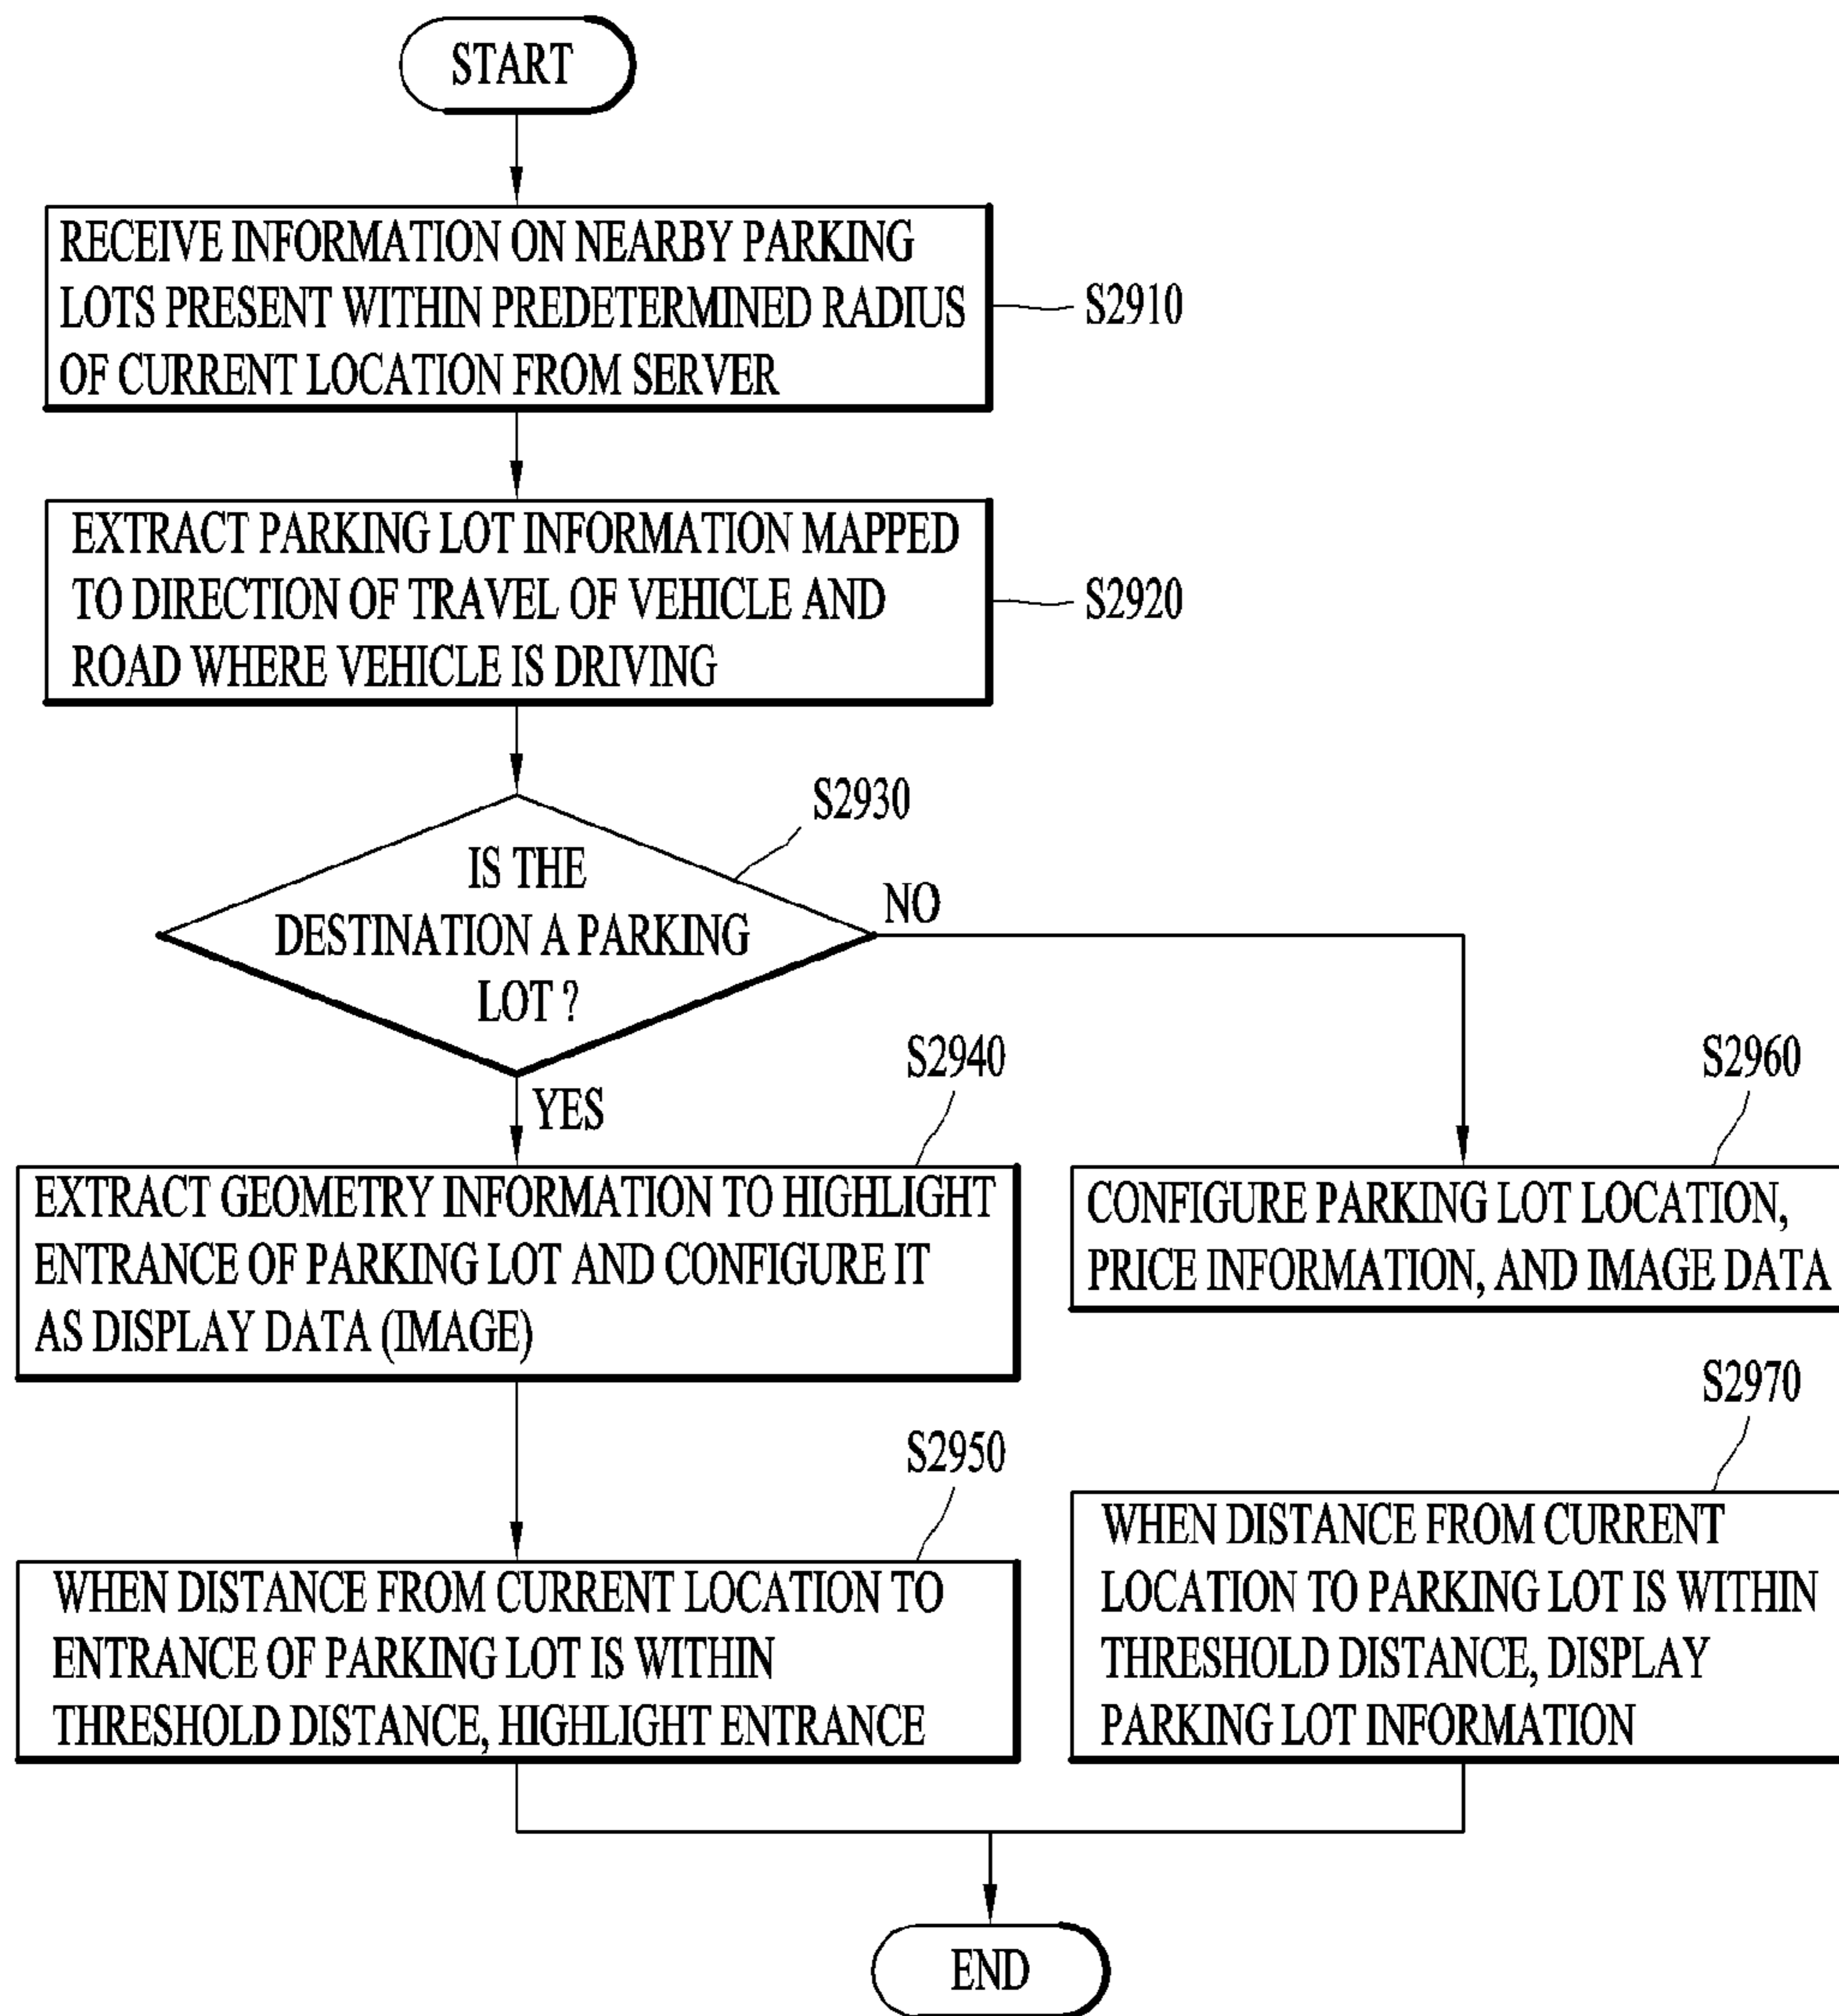 START
RECEIVE INFORMATION ON NEARBY PARKING
LOTS PRESENT WITHIN PREDETERMINED RADIUS
OF CURRENT LOCATION FROM SERVER
S2910
EXTRACT PARKING LOT INFORMATION MAPPED
TO DIRECTION OF TRAVEL OF VEHICLE AND
ROAD WHERE VEHICLE IS DRIVING
S2920
S2930
IS THE
DESTINATION A PARKING
LOT ?
NO
YES
S2940
EXTRACT GEOMETRY INFORMATION TO HIGHLIGHT
ENTRANCE OF PARKING LOT AND CONFIGURE IT
AS DISPLAY DATA (IMAGE)
S2960
CONFIGURE PARKING LOT LOCATION,
PRICE INFORMATION, AND IMAGE DATA
S2950
WHEN DISTANCE FROM CURRENT LOCATION TO
ENTRANCE OF PARKING LOT IS WITHIN
THRESHOLD DISTANCE, HIGHLIGHT ENTRANCE
S2970
WHEN DISTANCE FROM CURRENT
LOCATION TO PARKING LOT IS WITHIN
THRESHOLD DISTANCE, DISPLAY
PARKING LOT INFORMATION
END